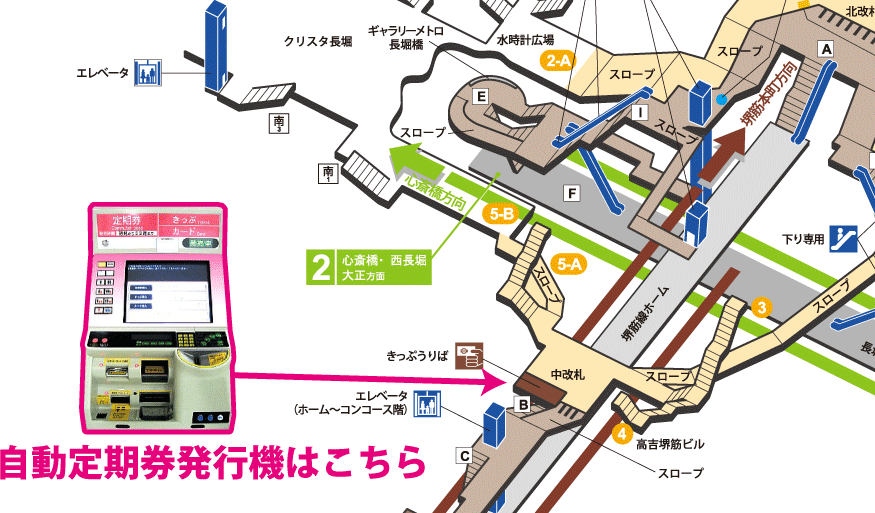 北改札
クリスタ長堀
ギャラリーメトロ
長堀橋
水時計広場
スロープ
A
エレベータ
2-A
スロープ
堺筋本町方向
E
I
南3
スロープ
スロープ
南1
心斎橋方向
F
5-B
定期券
きっぷ
カード
発売中
2
心斎橋・西長堀
大正方面
下り専用
5-A
スロープ
スロープ
堺筋線ホーム
3
きっぷうりば
中改札
スロープ
エレベータ
(ホーム〜コンコース階)
B
4
高吉堺筋ビル
C
スロープ
自動定期券発行機はこちら